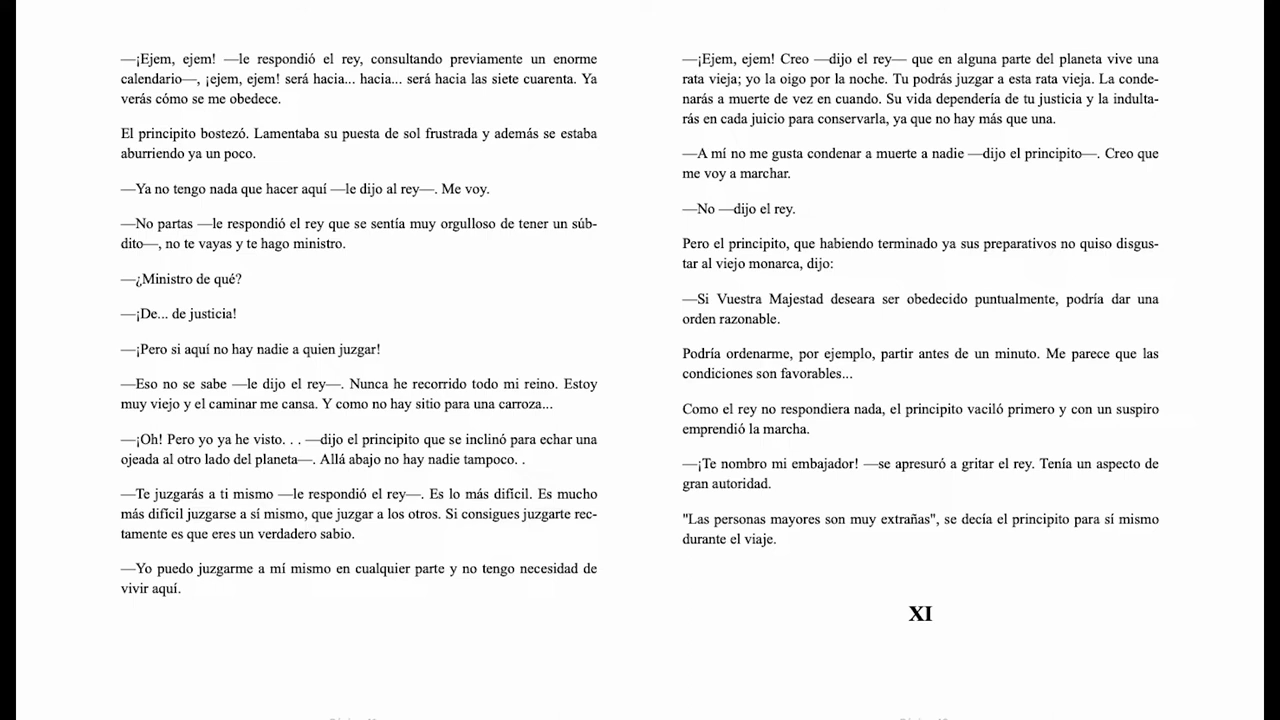 —¡Ejem, ejem! —le respondió el rey, consultando previamente un enorme
calendario—, ¡ejem, ejem! será hacia... hacia... será hacia las siete cuarenta. Ya
verás cómo se me obedece.
El principito bostezó. Lamentaba su puesta de sol frustrada y además se estaba
aburriendo ya un poco.
—Ya no tengo nada que hacer aquí —le dijo al rey—. Me voy.
—No partas —le respondió el rey que se sentía muy orgulloso de tener un súb-
dito—, no te vayas y te hago ministro.
—¿Ministro de qué?
—¡De... de justicia!
—¡Pero si aquí no hay nadie a quien juzgar!
—Eso no se sabe —le dijo el rey—. Nunca he recorrido todo mi reino. Estoy
muy viejo y el caminar me cansa. Y como no hay sitio para una carroza...
—¡Oh! Pero yo ya he visto. . . —dijo el principito que se inclinó para echar una
ojeada al otro lado del planeta—. Allá abajo no hay nadie tampoco. .
—Te juzgarás a ti mismo —le respondió el rey—. Es lo más difícil. Es mucho
más difícil juzgarse a sí mismo, que juzgar a los otros. Si consigues juzgarte rec-
tamente es que eres un verdadero sabio.
—Yo puedo juzgarme a mí mismo en cualquier parte y no tengo necesidad de
vivir aquí.
—¡Ejem, ejem! Creo —dijo el rey— que en alguna parte del planeta vive una
rata vieja; yo la oigo por la noche. Tu podrás juzgar a esta rata vieja. La conde-
narás a muerte de vez en cuando. Su vida dependería de tu justicia y la indulta-
rás en cada juicio para conservarla, ya que no hay más que una.
—A mí no me gusta condenar a muerte a nadie —dijo el principito—. Creo que
me voy a marchar.
—No —dijo el rey.
Pero el principito, que habiendo terminado ya sus preparativos no quiso disgus-
tar al viejo monarca, dijo:
—Si Vuestra Majestad deseara ser obedecido puntualmente, podría dar una
orden razonable.
Podría ordenarme, por ejemplo, partir antes de un minuto. Me parece que las
condiciones son favorables...
Como el rey no respondiera nada, el principito vaciló primero y con un suspiro
emprendió la marcha.
—¡Te nombro mi embajador! —se apresuró a gritar el rey. Tenía un aspecto de
gran autoridad.
"Las personas mayores son muy extrañas", se decía el principito para sí mismo
durante el viaje.
XI